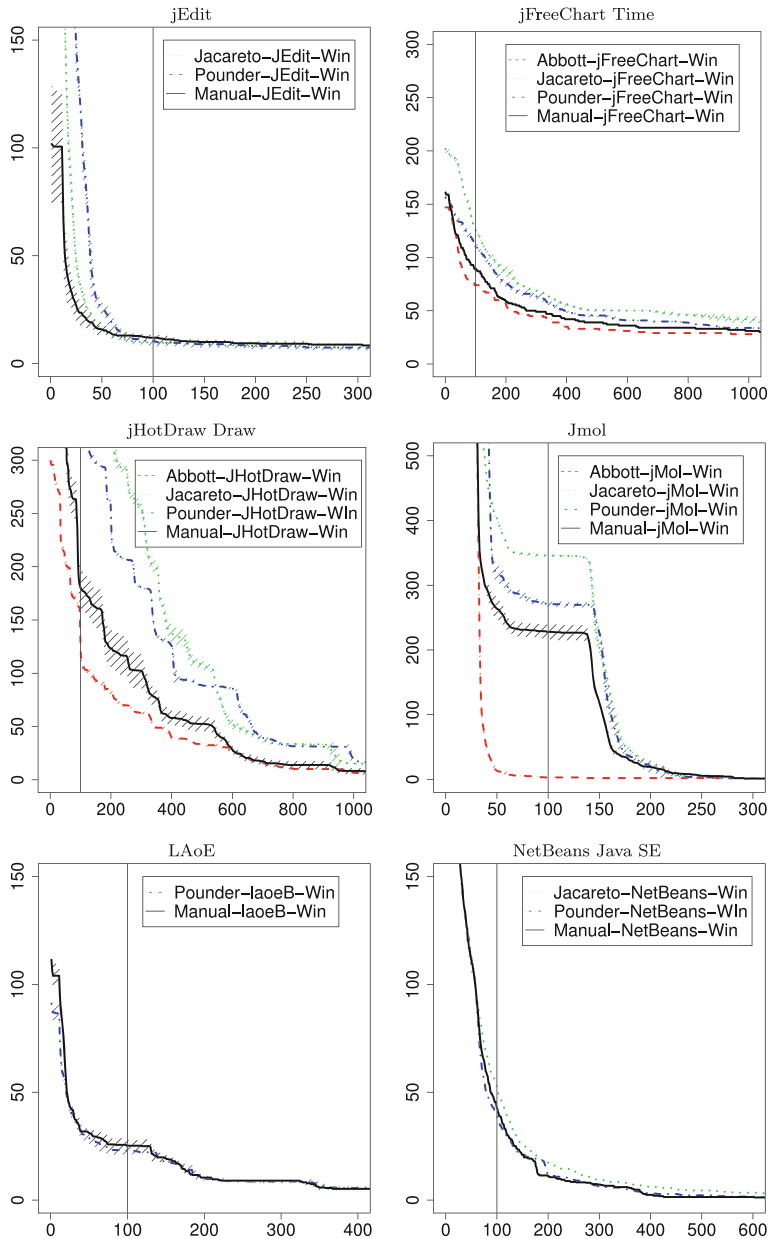 jEdit
Jacareto-JEdit-Win
Pounder-JEdit-Win
Manual-JEdit-Win
150
100
50
0
0 50 100 150 200 250 300
jFreeChart Time
Abbott-jFreeChart-Win
Jacareto-jFreeChart-Win
Pounder-jFreeChart-Win
Manual-jFreeChart-Win
300
250
200
150
100
50
0
0 200 400 600 800 1000
jHotDraw Draw
Abbott-JHotDraw-Win
Jacareto-JHotDraw-Win
Pounder-JHotDraw-WIn
Manual-JHotDraw-Win
300
250
200
150
100
50
0
0 200 400 600 800 1000
Jmol
Abbott-jMol-Win
Jacareto-jMol-Win
Pounder-jMol-Win
Manual-jMol-Win
500
400
300
200
100
0
0 50 100 150 200 250 300
LAoE
Pounder-laoeB-Win
Manual-laoeB-Win
150
100
50
0
0 100 200 300 400
NetBeans Java SE
Jacareto-NetBeans-Win
Pounder-NetBeans-WIn
Manual-NetBeans-Win
150
100
50
0
0 100 200 300 400 500 600